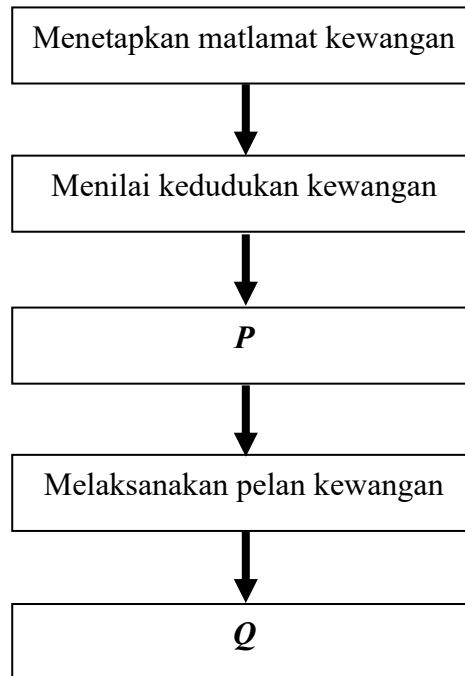 Menetapkan matlamat kewangan
Menilai kedudukan kewangan
P
Melaksanakan pelan kewangan
Q